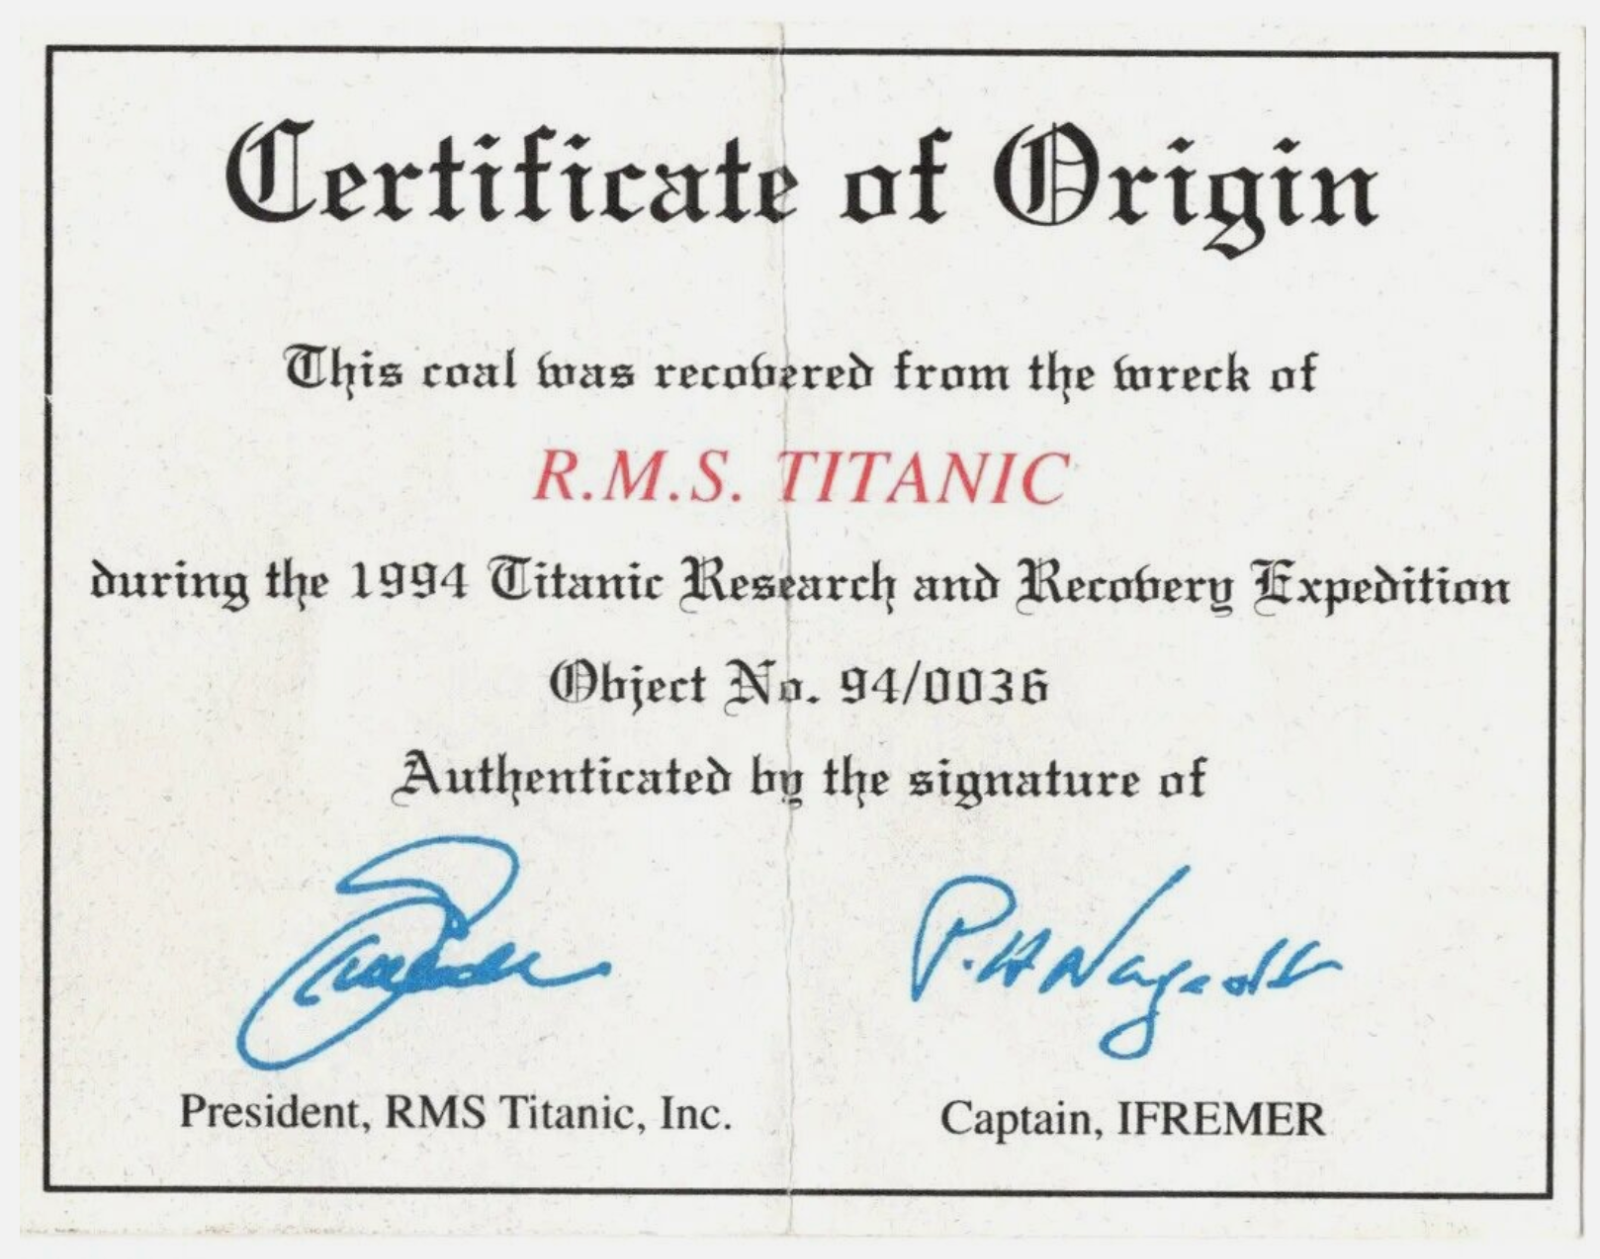 Certificate of Origin
This coal was recovered from the wreck of
R.M.S. TITANIC
during the 1994 Titanic Research and Recovery Expedition
Object No. 94/0036
Authenticated by the signature of
P.H Nargeolet
President, RMS Titanic, Inc.
Captain, IFREMER